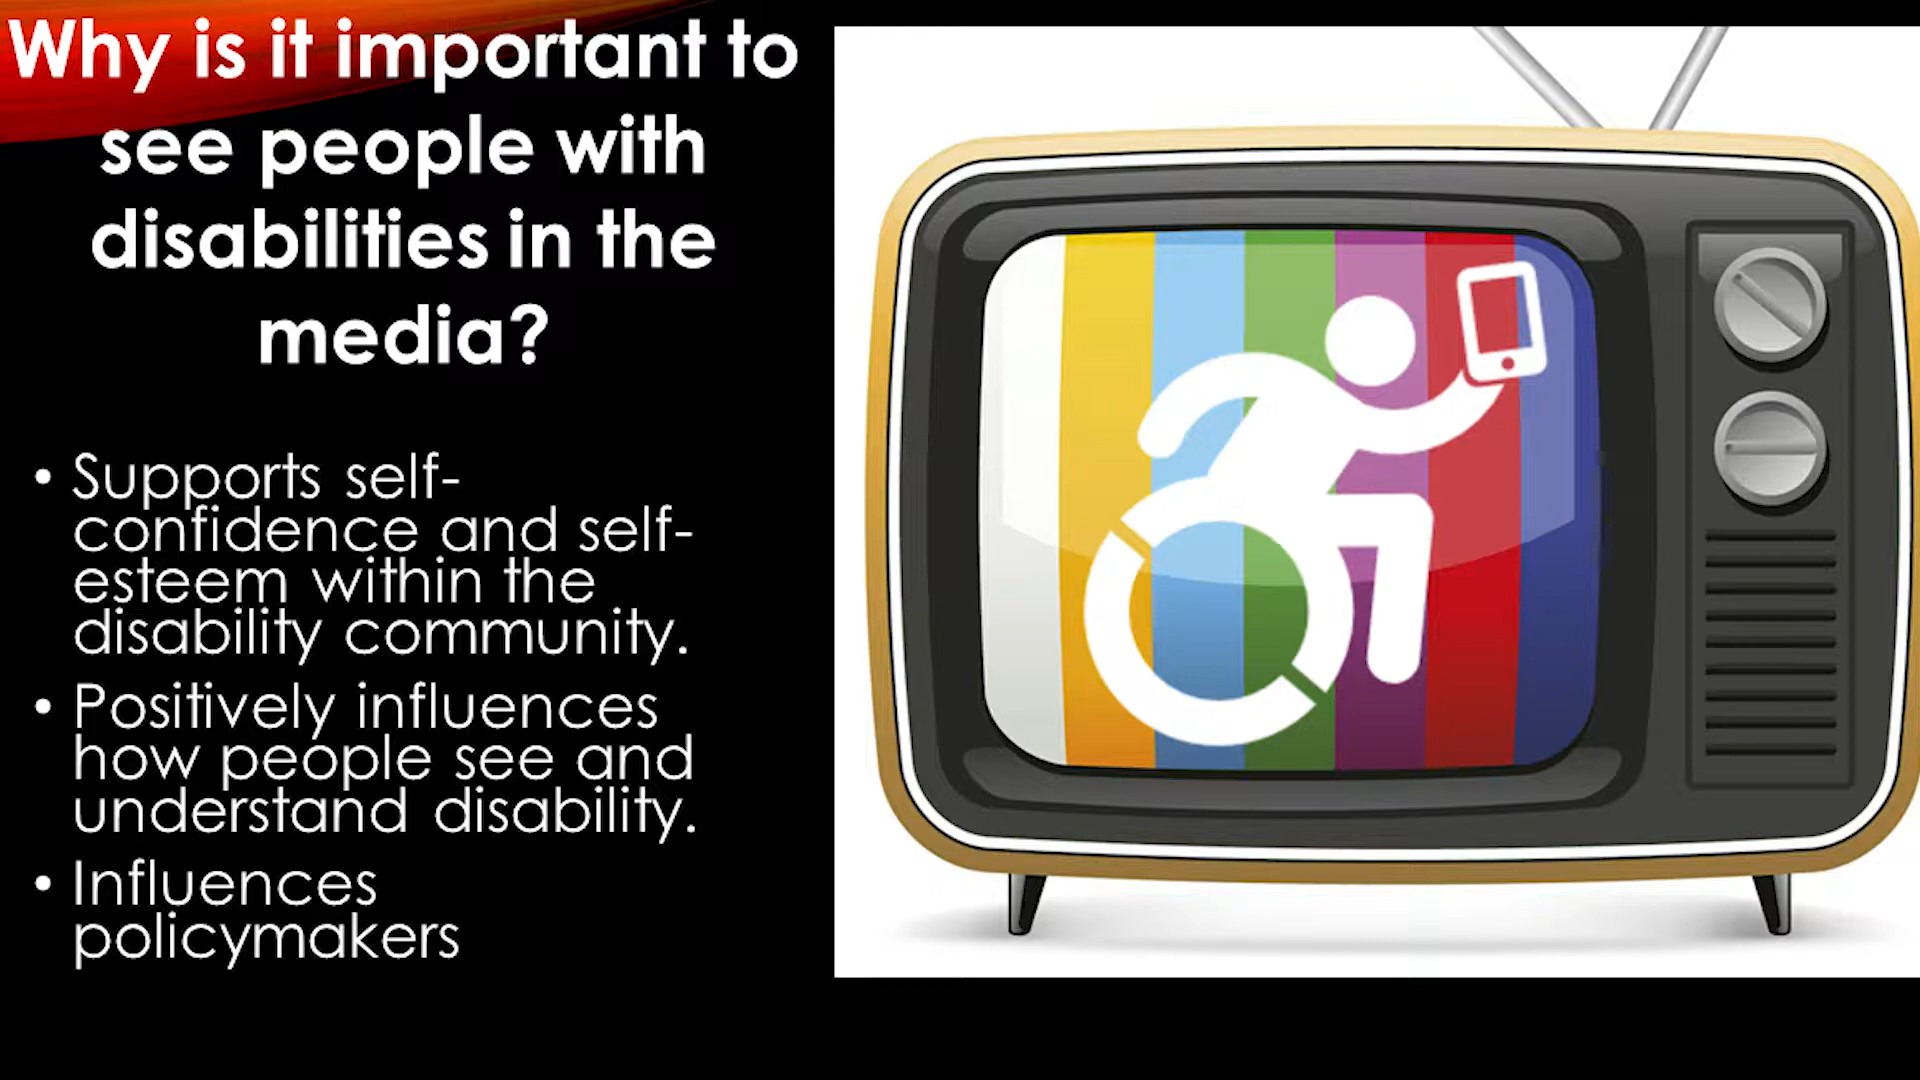 Why is it important to
see people with
disabilities in the
media?
• Supports self-
confidence and self-
esteem within the
disability community.
• Positively influences
how people see and
understand disability.
• Influences
policymakers